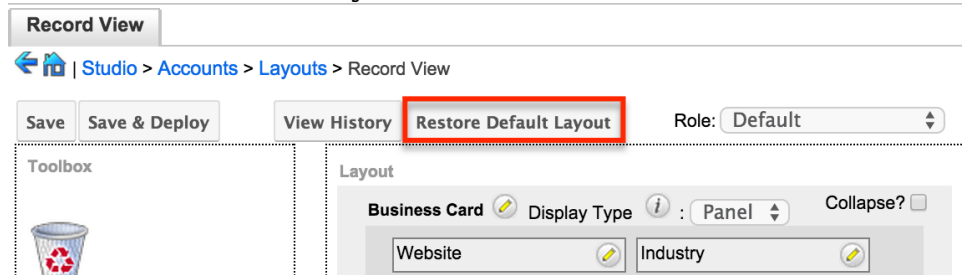 Record View
| Studio > Accounts > Layouts > Record View
Save Save & Deploy View History Restore Default Layout Role: Default
Toolbox
Layout
Business Card Display Type i : Panel Collapse?
Website Industry